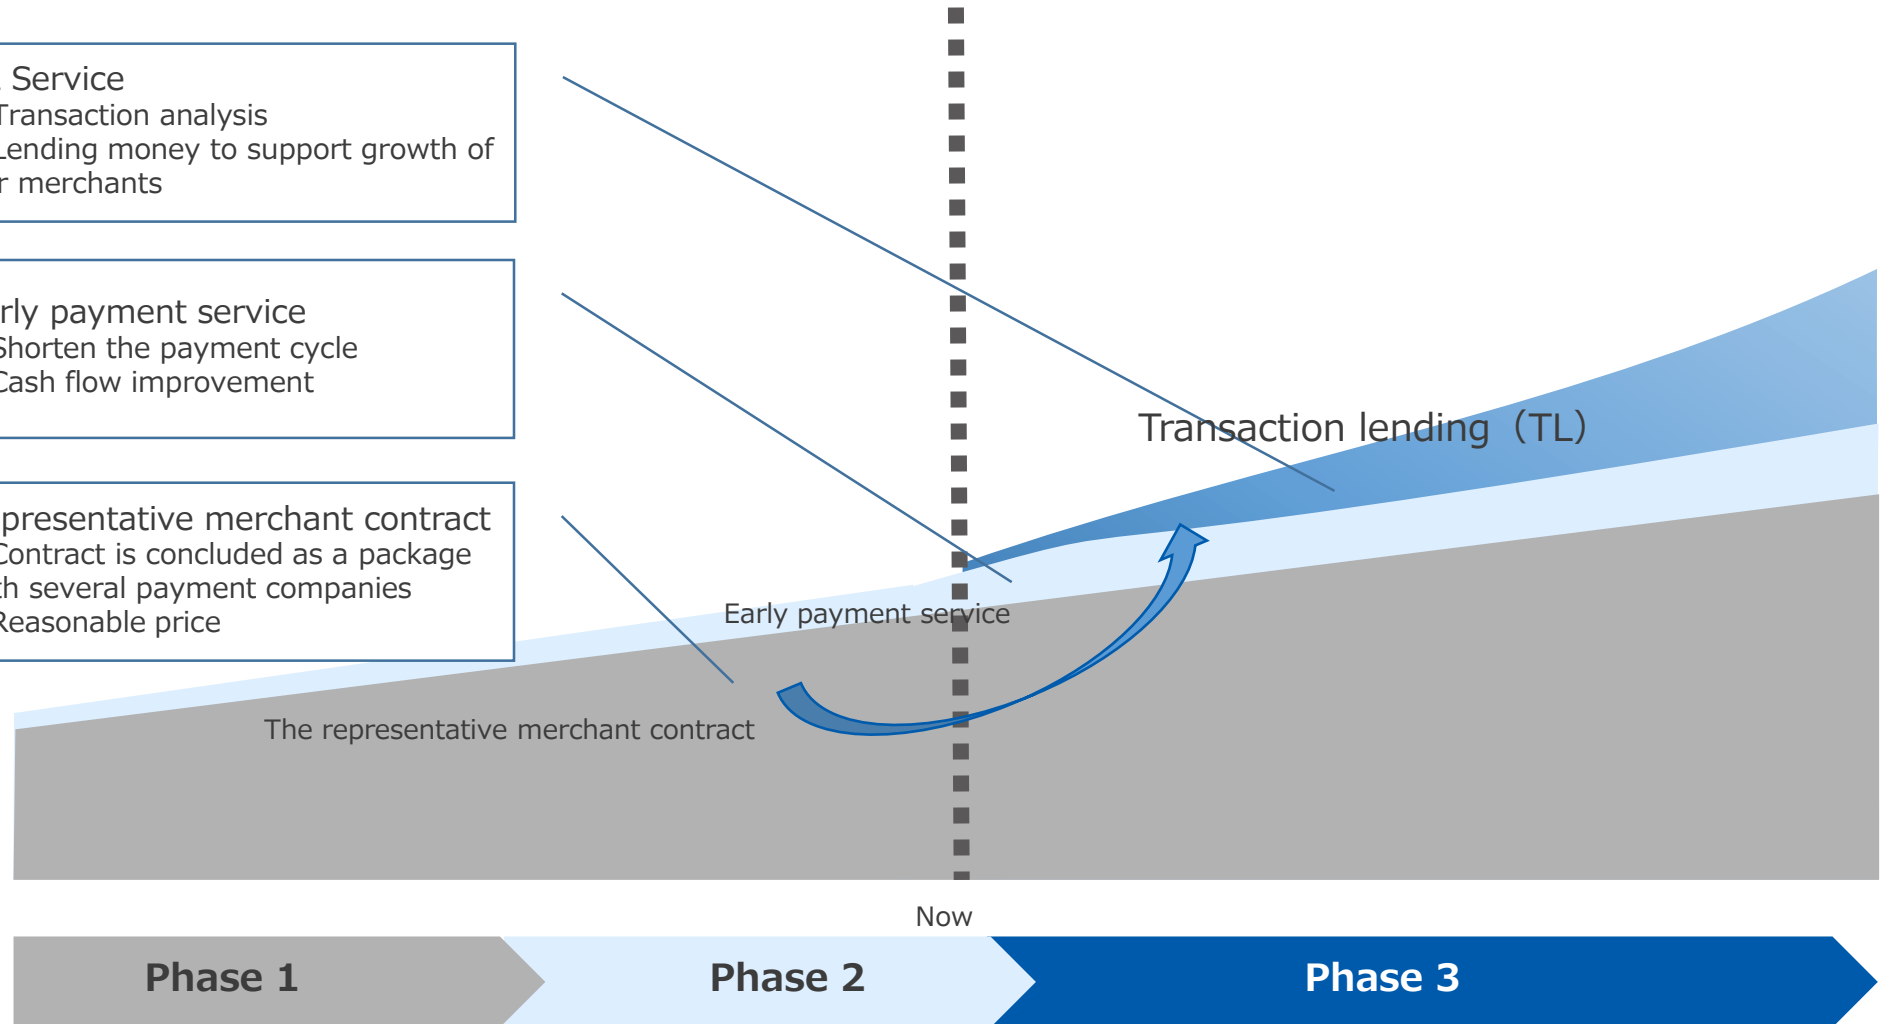 Service
Transaction analysis
Lending money to support growth of
merchants
rly payment service
Shorten the payment cycle
Cash flow improvement
presentative merchant contract
Contract is concluded as a package
th several payment companies
Reasonable price
Transaction lending（TL）
Early payment service
The representative merchant contract
Now
Phase 1
Phase 2
Phase 3